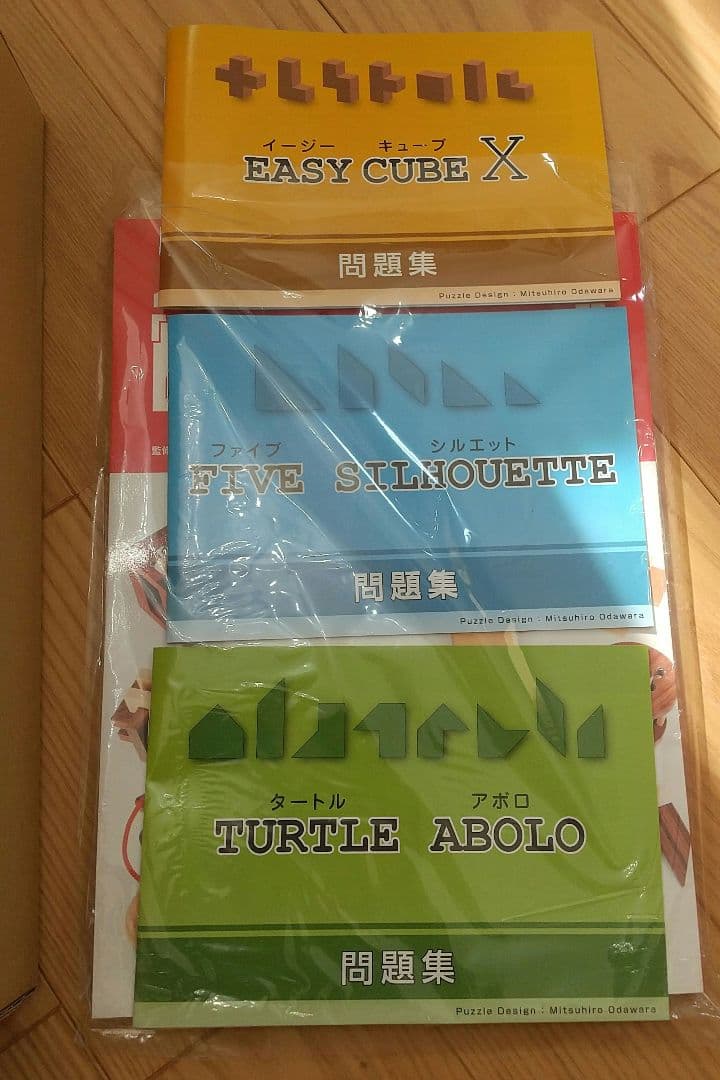 イージー キューブ
EASY CUBE X
問題集
Puzzle Design : Mitsuhiro Odawara
監修
ファイブ シルエット
FIVE SILHOUETTE
問題集
Puzzle Design : Mitsuhiro Odawara
タートル アボロ
TURTLE ABOLO
問題集
Puzzle Design : Mitsuhiro Odawara